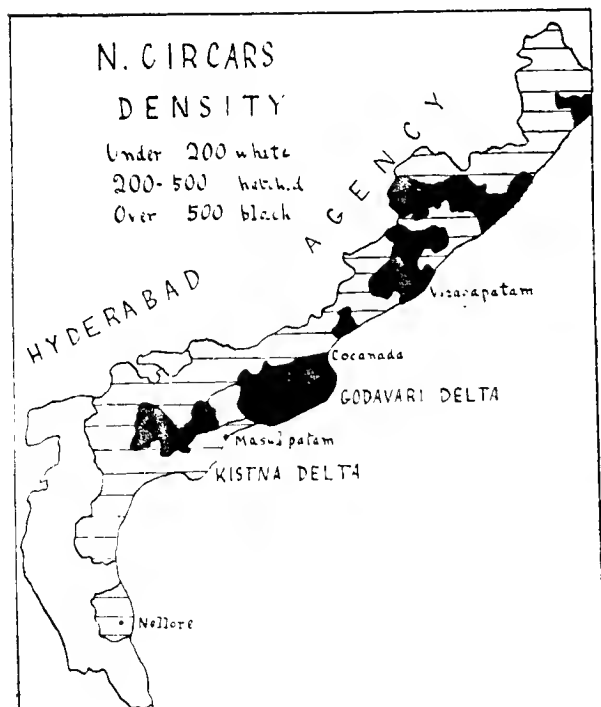 N. CIRCARS
DENSITY
Under 200 white
200-500 hatched
Over 500 black
AGENCY
HYDERABAD
Vizagapatam
Cocanada
GODAVARI DELTA
Masulipatam
KISTNA DELTA
Nellore